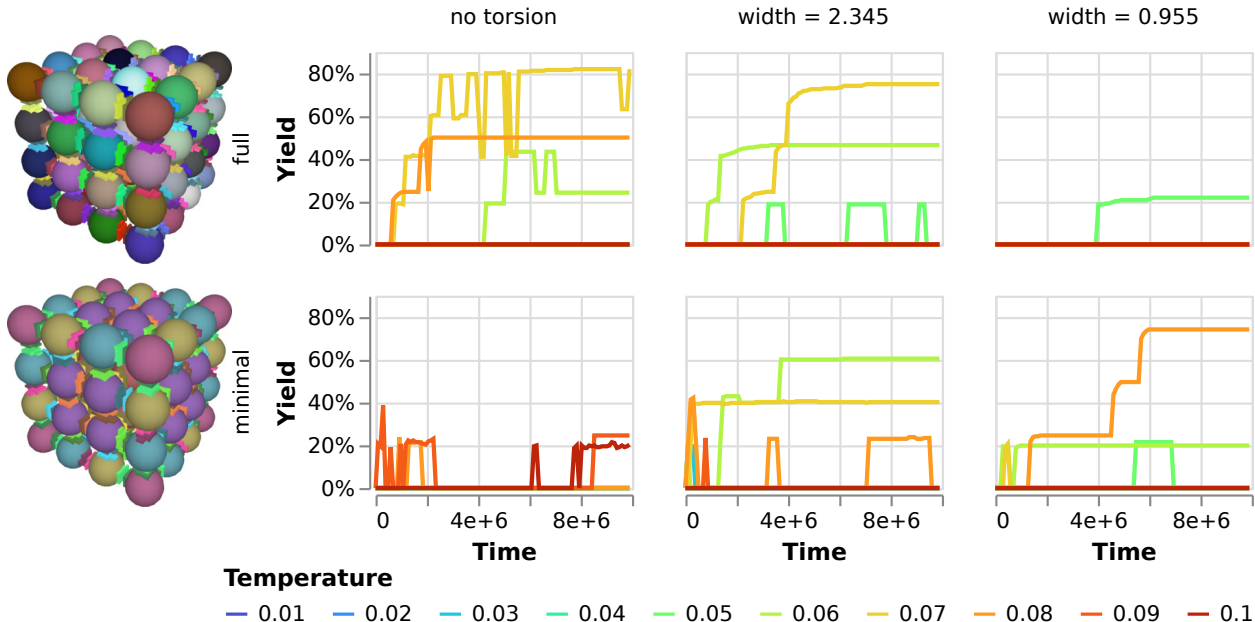 no torsion width = 2.345 width = 0.955
full
Yield
80%
60%
40%
20%
0%
minimal
Yield
80%
60%
40%
20%
0%
0 4e+6 8e+6 0 4e+6 8e+6 0 4e+6 8e+6
Time Time Time
Temperature
0.01 0.02 0.03 0.04 0.05 0.06 0.07 0.08 0.09 0.1